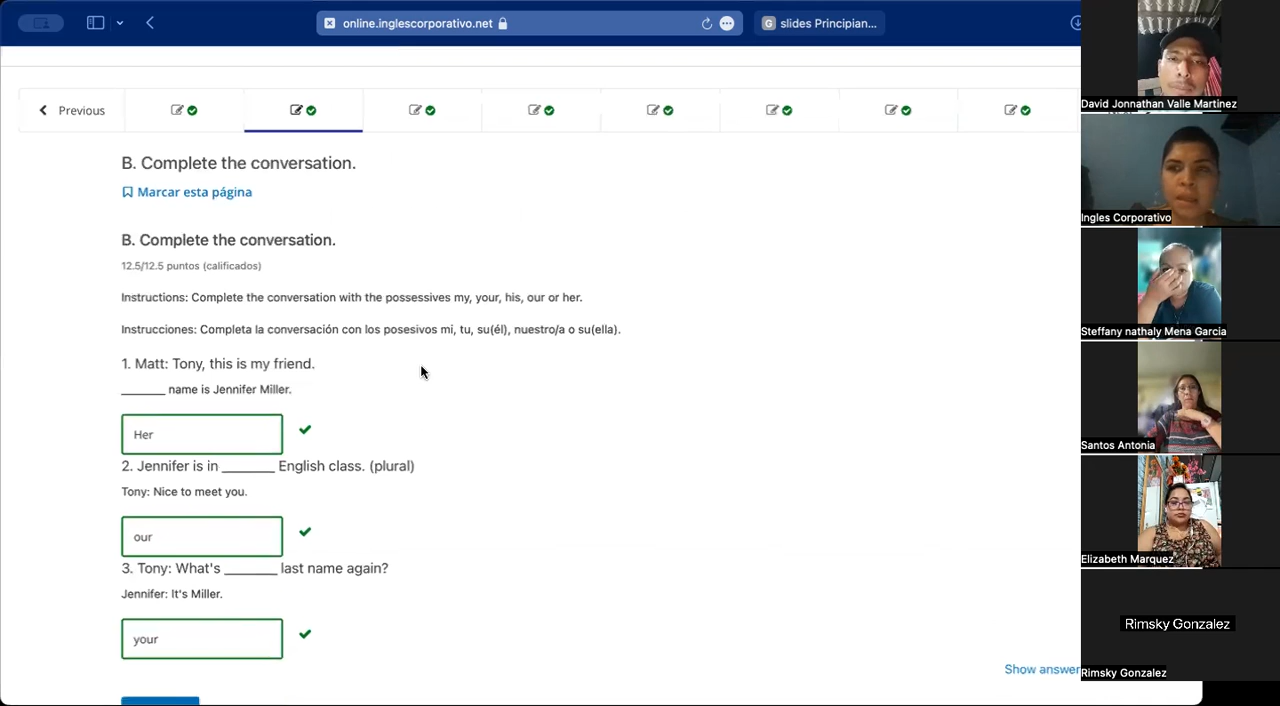 online.inglescorporativo.net
slides Principian...
Previous
B. Complete the conversation.
Marcar esta página
B. Complete the conversation.
12.5/12.5 puntos (calificados)
Instructions: Complete the conversation with the possessives my, your, his, our or her.
Instrucciones: Completa la conversación con los posesivos mi, tu, su(él), nuestro/a o su(ella).
1. Matt: Tony, this is my friend.
______ name is Jennifer Miller.
Her
2. Jennifer is in _______ English class. (plural)
Tony: Nice to meet you.
our
3. Tony: What's _______ last name again?
Jennifer: It's Miller.
your
Show answer
David Jonnathan Valle Martinez
Ingles Corporativo
Steffany nathaly Mena Garcia
Santos Antonia
Elizabeth Marquez
Rimsky Gonzalez
Rimsky Gonzalez